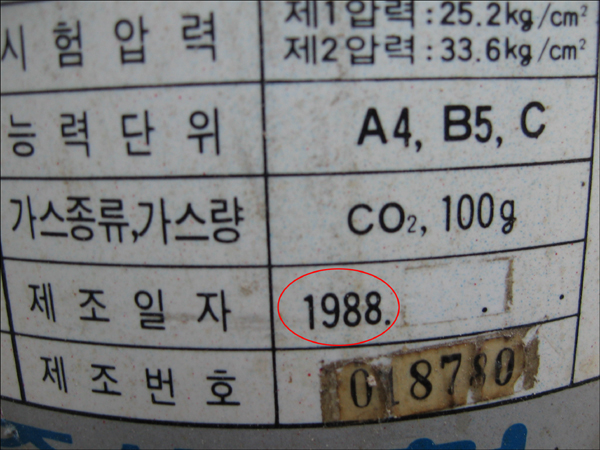 시험압력 제1압력:25.2kg/cm²
제2압력:33.6kg/cm²
능력단위 A4, B5, C
가스종류,가스량 CO₂, 100g
제조일자 1988. . .
제조번호 018780